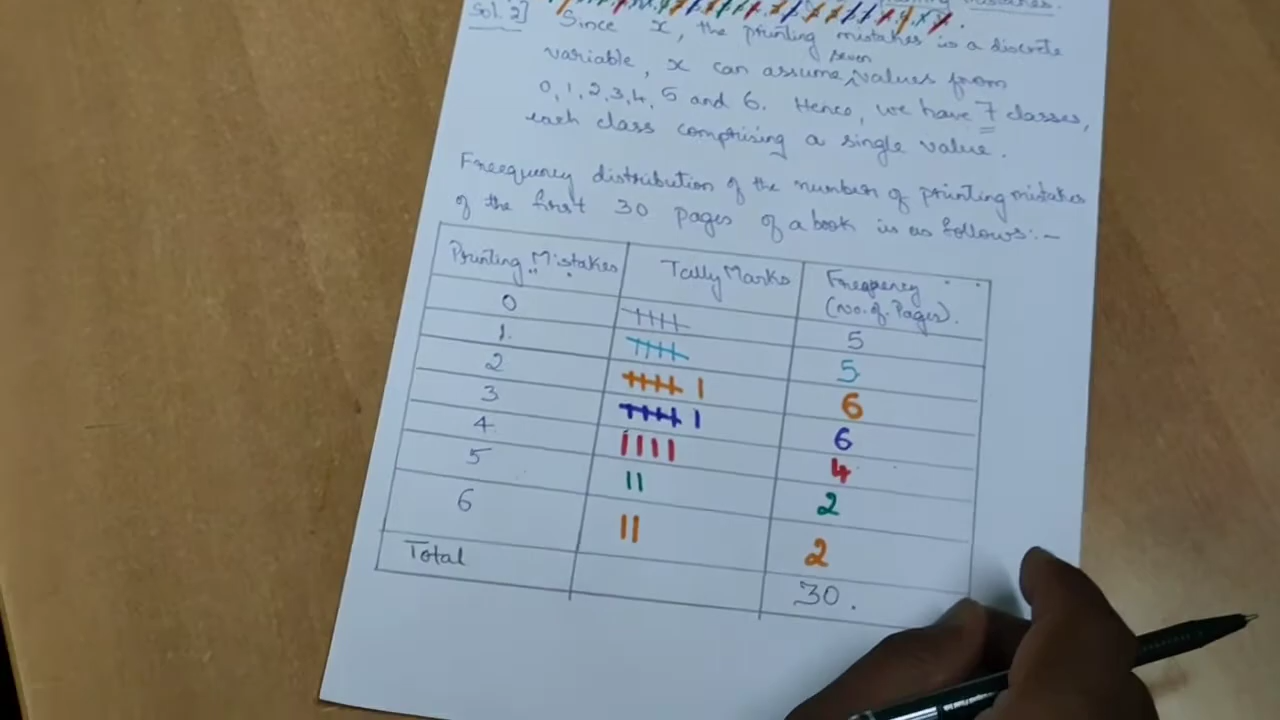 Sol. 2]
Since x, the printing mistakes is a discrete
seven
variable, x can assume values from
0, 1, 2, 3, 4, 5 and 6. Hence, we have 7 classes,
each class comprising a single value.
Freequency distribution of the number of printing mistakes
of the first 30 pages of a book is as follows:-
Printing Mistakes Tally Marks Frequency (No. of. Pages).
0 5
1. 5
2 6
3 6
4. 4
5 2
6 2
Total 30.